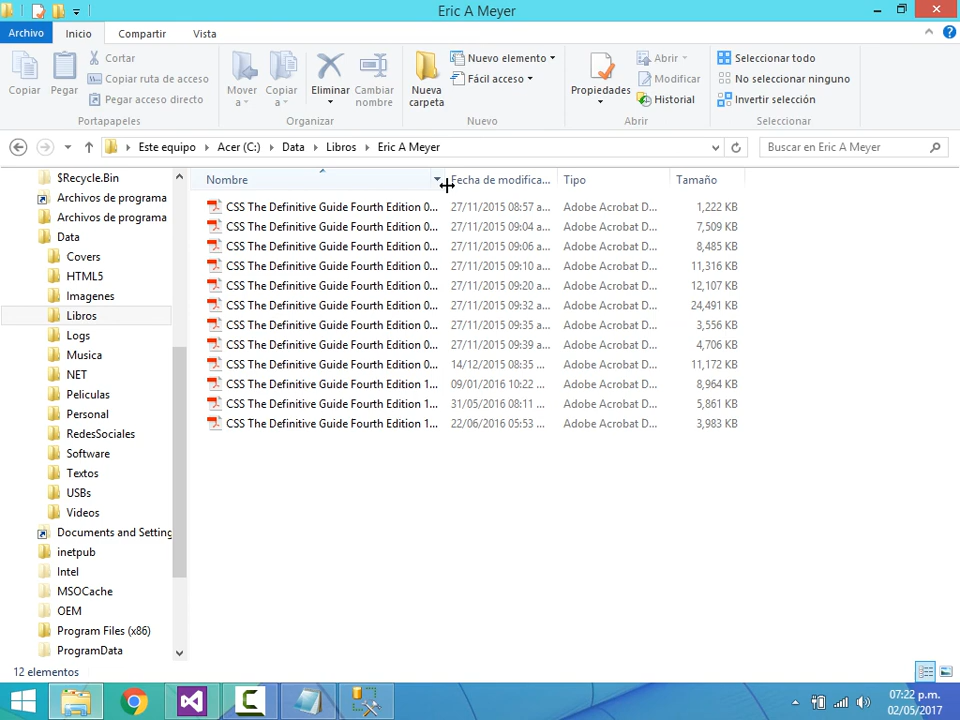 Eric A Meyer
Archivo Inicio Compartir Vista
Copiar
Pegar
Cortar
Copiar ruta de acceso
Pegar acceso directo
Portapapeles
Mover a
Copiar a
Eliminar
Cambiar nombre
Organizar
Nueva carpeta
Nuevo elemento
Fácil acceso
Nuevo
Propiedades
Abrir
Modificar
Historial
Abrir
Seleccionar todo
No seleccionar ninguno
Invertir selección
Seleccionar
Este equipo Acer (C:) Data Libros Eric A Meyer
Buscar en Eric A Meyer
$Recycle.Bin
Archivos de programa
Archivos de programa
Data
Covers
HTML5
Imagenes
Libros
Logs
Musica
NET
Peliculas
Personal
RedesSociales
Software
Textos
USBs
Videos
Documents and Setting
inetpub
Intel
MSOCache
OEM
Program Files (x86)
ProgramData
Nombre Fecha de modifica... Tipo Tamaño
CSS The Definitive Guide Fourth Edition 0... 27/11/2015 08:57 a... Adobe Acrobat D... 1,222 KB
CSS The Definitive Guide Fourth Edition 0... 27/11/2015 09:04 a... Adobe Acrobat D... 7,509 KB
CSS The Definitive Guide Fourth Edition 0... 27/11/2015 09:06 a... Adobe Acrobat D... 8,485 KB
CSS The Definitive Guide Fourth Edition 0... 27/11/2015 09:10 a... Adobe Acrobat D... 11,316 KB
CSS The Definitive Guide Fourth Edition 0... 27/11/2015 09:20 a... Adobe Acrobat D... 12,107 KB
CSS The Definitive Guide Fourth Edition 0... 27/11/2015 09:32 a... Adobe Acrobat D... 24,491 KB
CSS The Definitive Guide Fourth Edition 0... 27/11/2015 09:35 a... Adobe Acrobat D... 3,556 KB
CSS The Definitive Guide Fourth Edition 0... 27/11/2015 09:39 a... Adobe Acrobat D... 4,706 KB
CSS The Definitive Guide Fourth Edition 0... 14/12/2015 08:35 ... Adobe Acrobat D... 11,172 KB
CSS The Definitive Guide Fourth Edition 1... 09/01/2016 10:22 ... Adobe Acrobat D... 8,964 KB
CSS The Definitive Guide Fourth Edition 1... 31/05/2016 08:11 ... Adobe Acrobat D... 5,861 KB
CSS The Definitive Guide Fourth Edition 1... 22/06/2016 05:53 ... Adobe Acrobat D... 3,983 KB
12 elementos
07:22 p.m.
02/05/2017